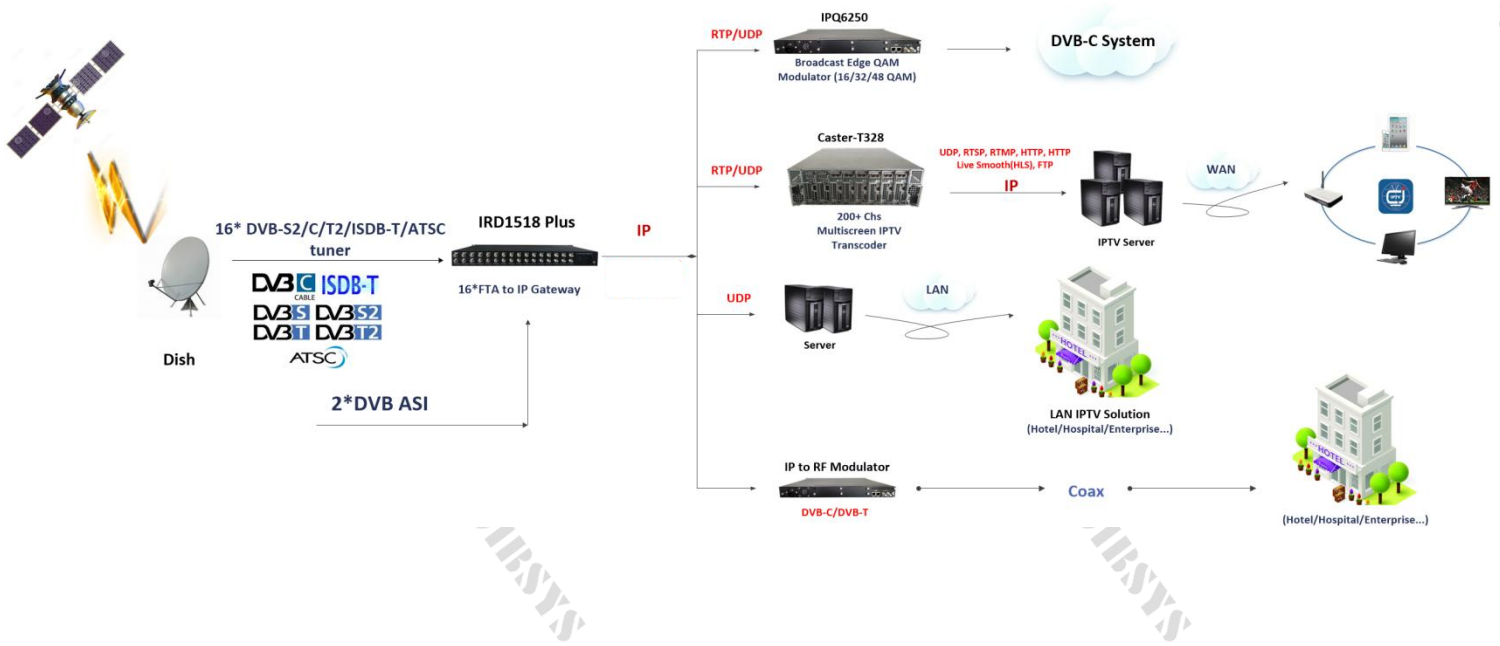 IPQ6250
RTP/UDP
Broadcast Edge QAM
Modulator (16/32/48 QAM)
DVB-C System
Caster-T328
RTP/UDP
200+ Chs
Multiscreen IPTV
Transcoder
UDP, RTSP, RTMP, HTTP, HTTP
Live Smooth(HLS), FTP
IP
IPTV Server
WAN
IPTV
16* DVB-S2/C/T2/ISDB-T/ATSC
tuner
IRD1518 Plus
16*FTA to IP Gateway
IP
DVB C
CABLE
ISDB-T
DVB S
DVB S2
DVB T
DVB T2
ATSC
Dish
2*DVB ASI
UDP
Server
LAN
HOTEL
LAN IPTV Solution
(Hotel/Hospital/Enterprise...)
IP to RF Modulator
DVB-C/DVB-T
Coax
HOTEL
(Hotel/Hospital/Enterprise...)